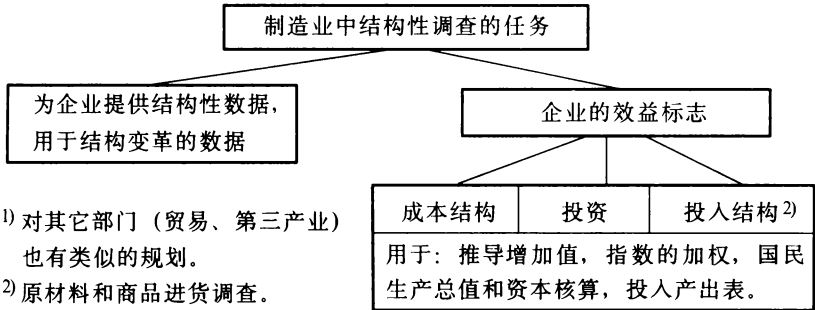 制造业中结构性调查的任务
为企业提供结构性数据，
用于结构变革的数据
企业的效益标志
成本结构
投资
投入结构2)
用于：推导增加值，指数的加权，国民
生产总值和资本核算，投入产出表。
1) 对其它部门（贸易、第三产业）
也有类似的规划。
2) 原材料和商品进货调查。